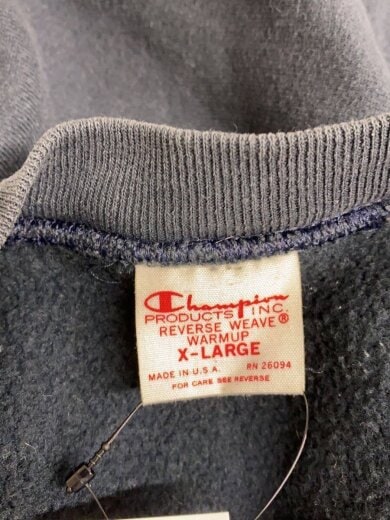 Champion
PRODUCTS INC.
REVERSE WEAVE®
WARMUP
X-LARGE
MADE IN U.S.A. RN 26094
FOR CARE SEE REVERSE